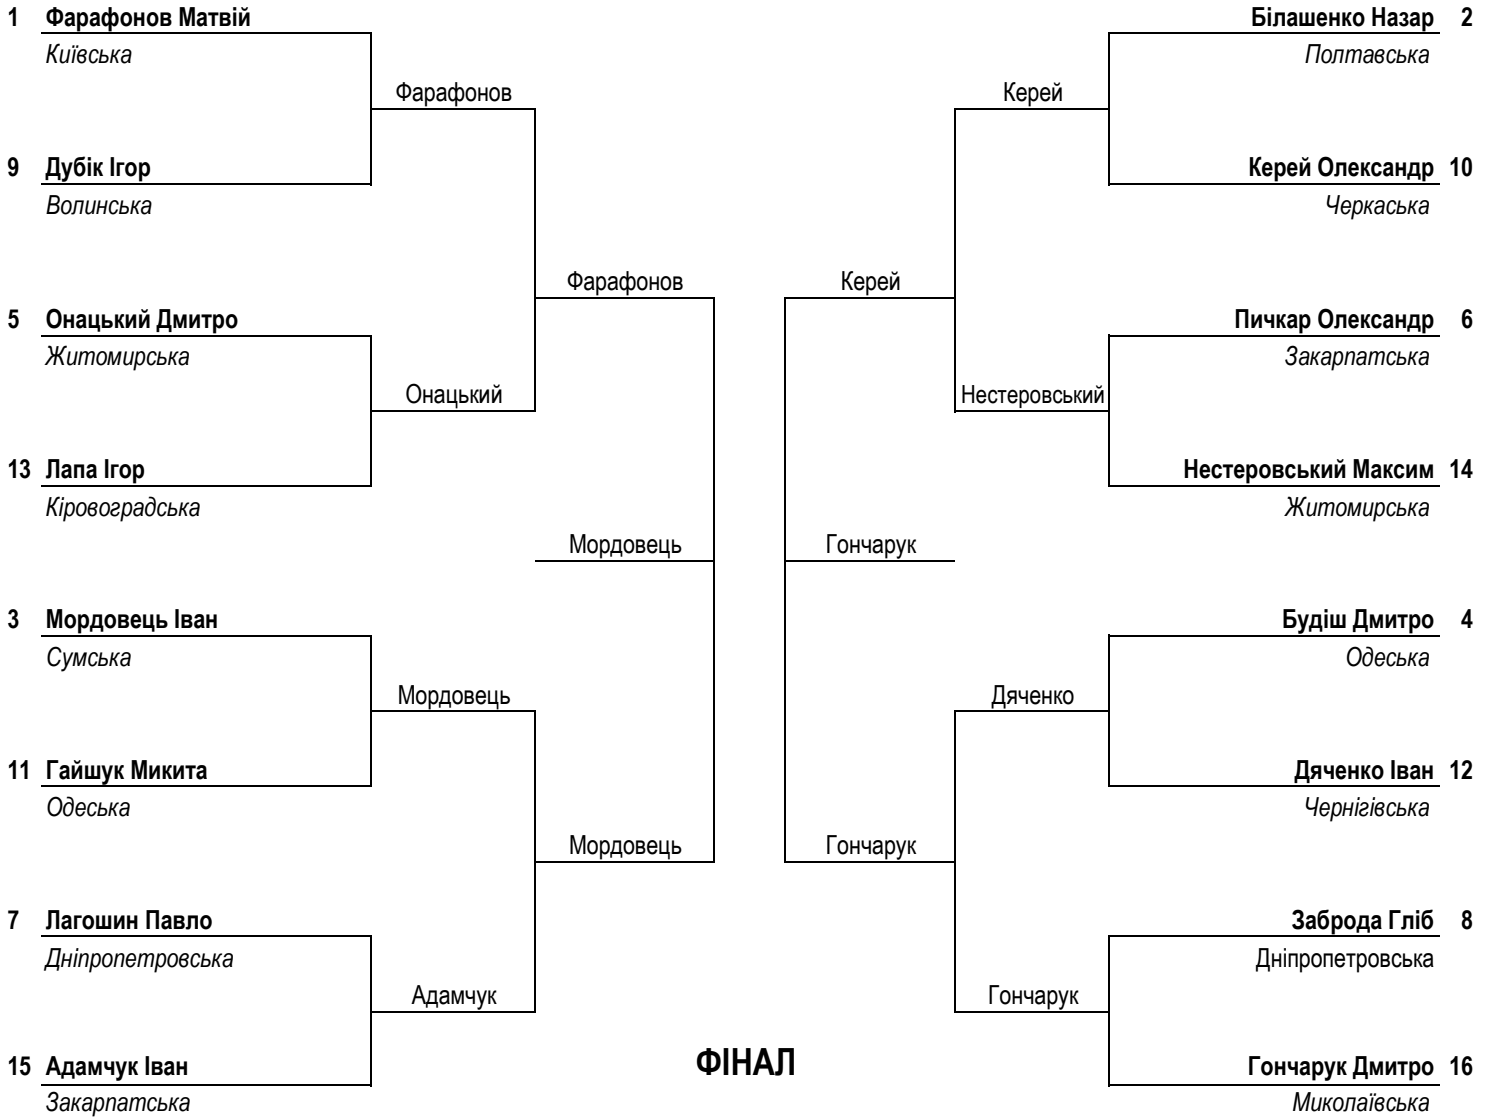 1 Фарафонов Матвій Білашенко Назар 2
Київська Полтавська
Фарафонов Керей
9 Дубік Ігор Керей Олександр 10
Волинська Черкаська
Фарафонов Керей
5 Онацький Дмитро Пичкар Олександр 6
Житомирська Закарпатська
Онацький Нестеровський
13 Лапа Ігор Нестеровський Максим 14
Кіровоградська Житомирська
Мордовець Гончарук
3 Мордовець Іван Будіш Дмитро 4
Сумська Одеська
Мордовець Дяченко
11 Гайшук Микита Дяченко Іван 12
Одеська Чернігівська
Мордовець Гончарук
7 Лагошин Павло Заброда Гліб 8
Дніпропетровська Дніпропетровська
Адамчук Гончарук
15 Адамчук Іван ФІНАЛ Гончарук Дмитро 16
Закарпатська Миколаївська